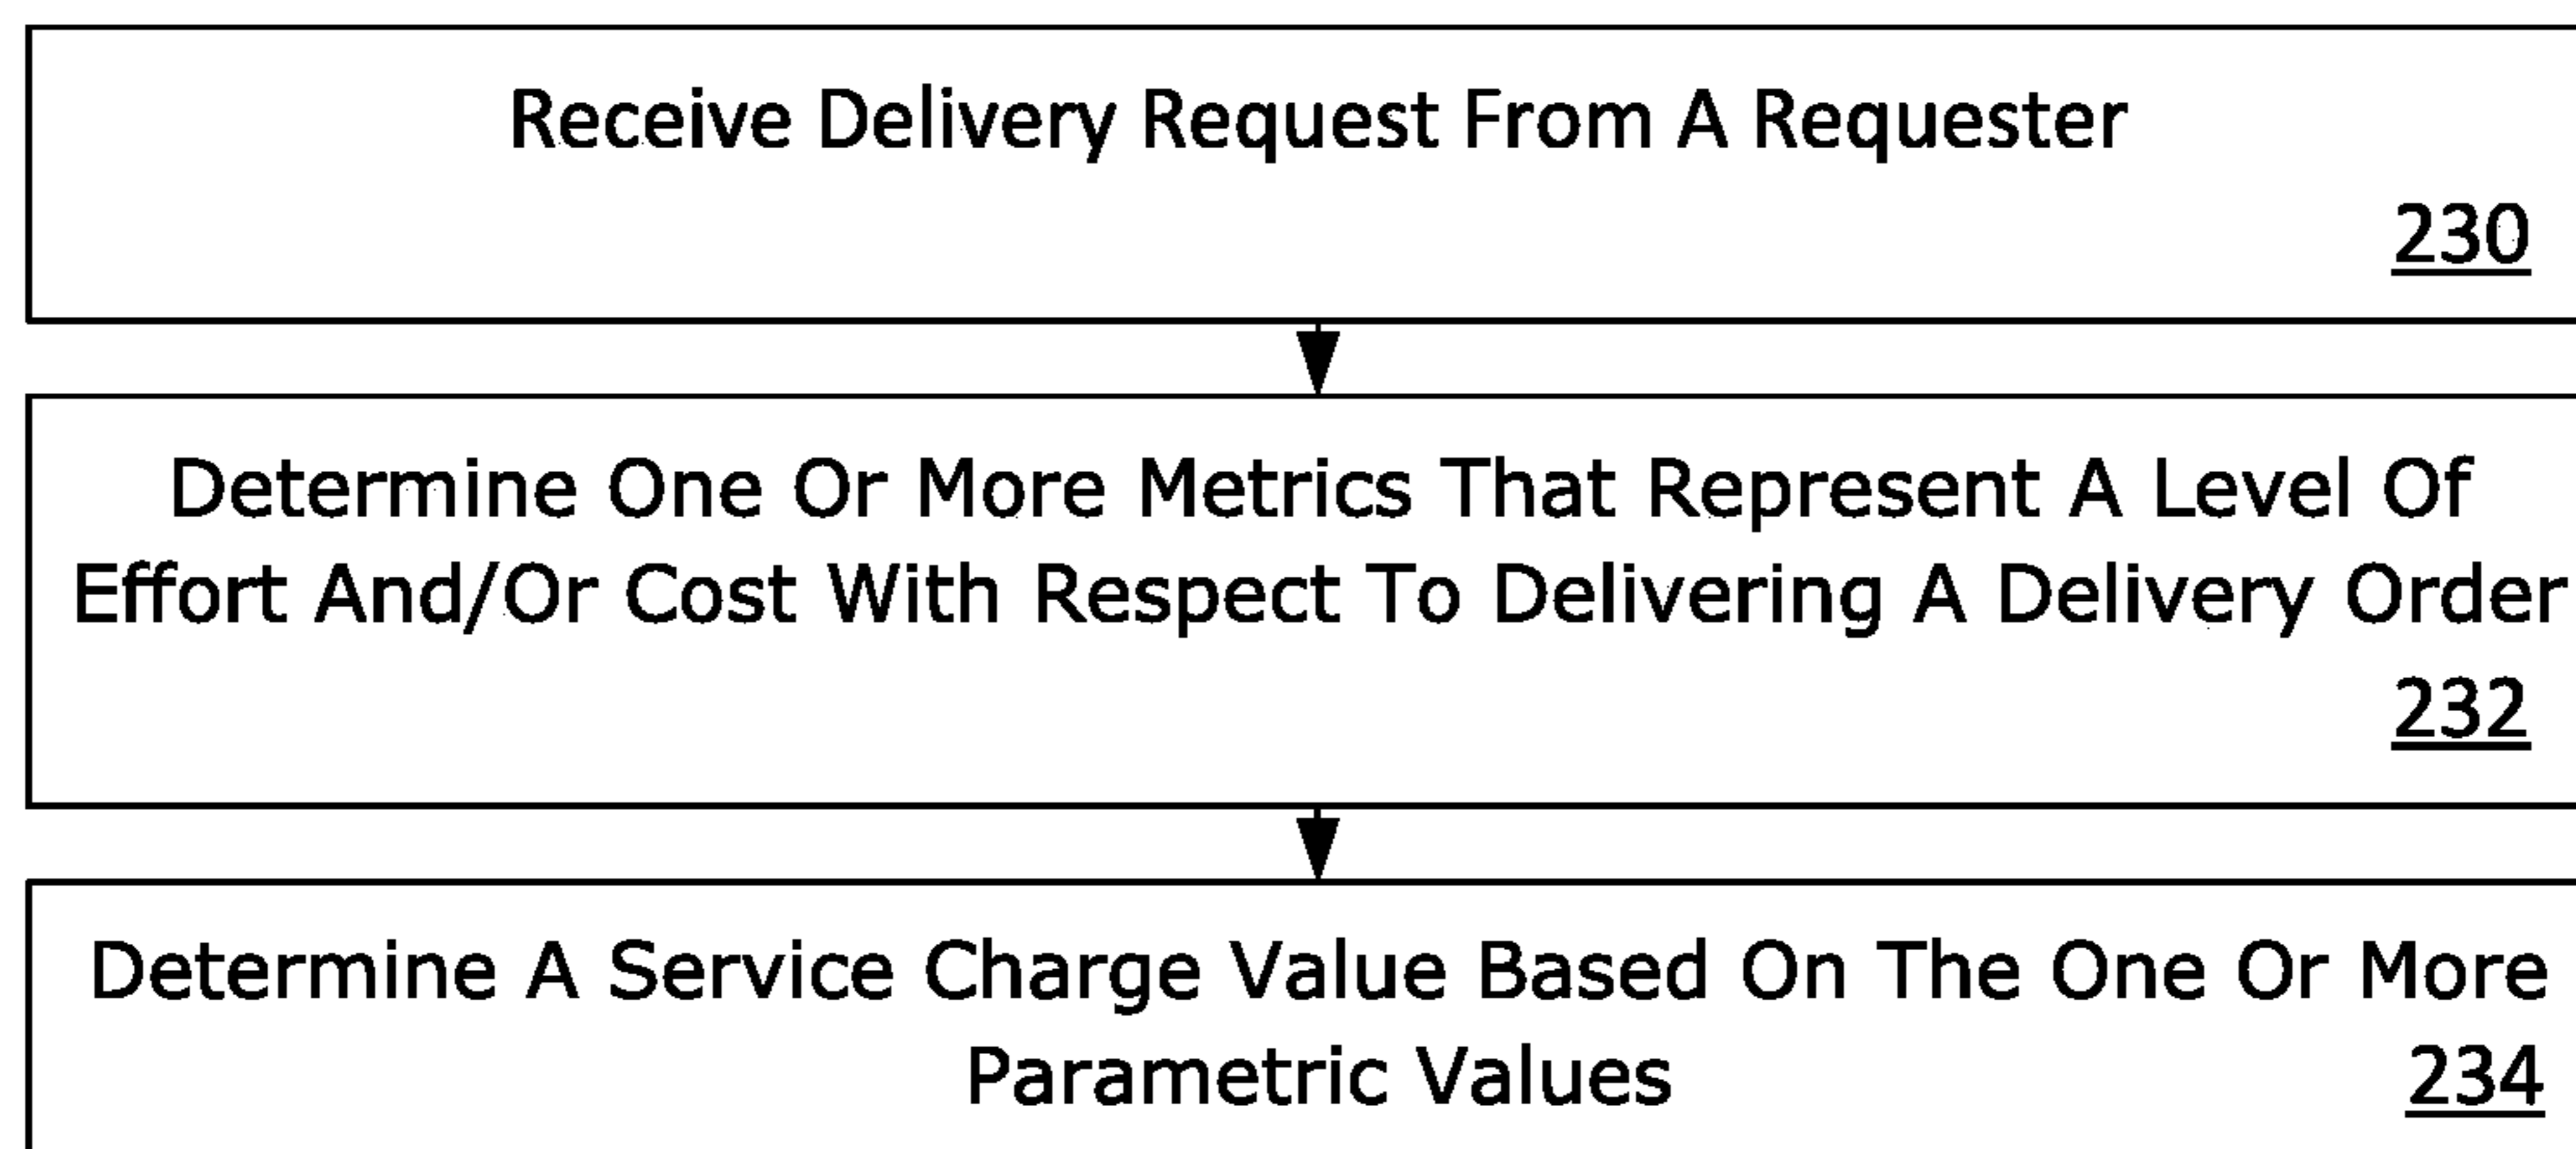 Receive Delivery Request From A Requester
230
Determine One Or More Metrics That Represent A Level Of
Effort And/Or Cost With Respect To Delivering A Delivery Order
232
Determine A Service Charge Value Based On The One Or More
Parametric Values 234